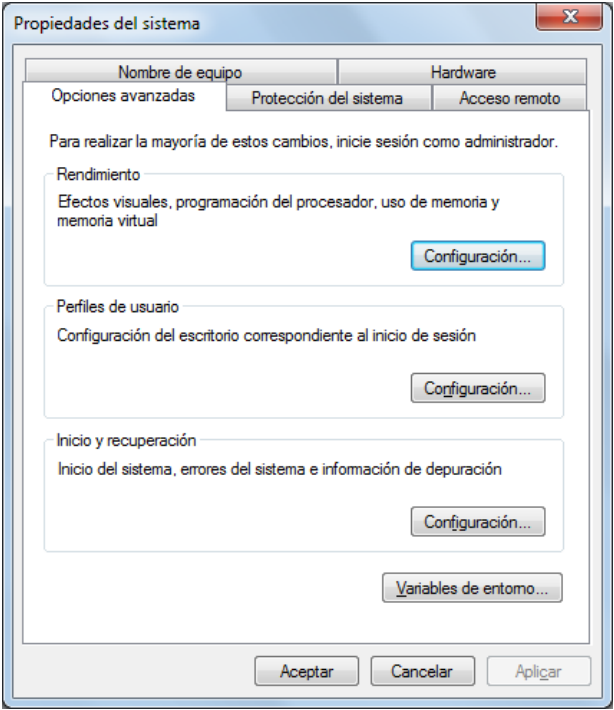 Propiedades del sistema
Nombre de equipo
Hardware
Opciones avanzadas
Protección del sistema
Acceso remoto
Para realizar la mayoría de estos cambios, inicie sesión como administrador.
Rendimiento
Efectos visuales, programación del procesador, uso de memoria y
memoria virtual
Configuración...
Perfiles de usuario
Configuración del escritorio correspondiente al inicio de sesión
Configuración...
Inicio y recuperación
Inicio del sistema, errores del sistema e información de depuración
Configuración...
Variables de entorno...
Aceptar
Cancelar
Aplicar